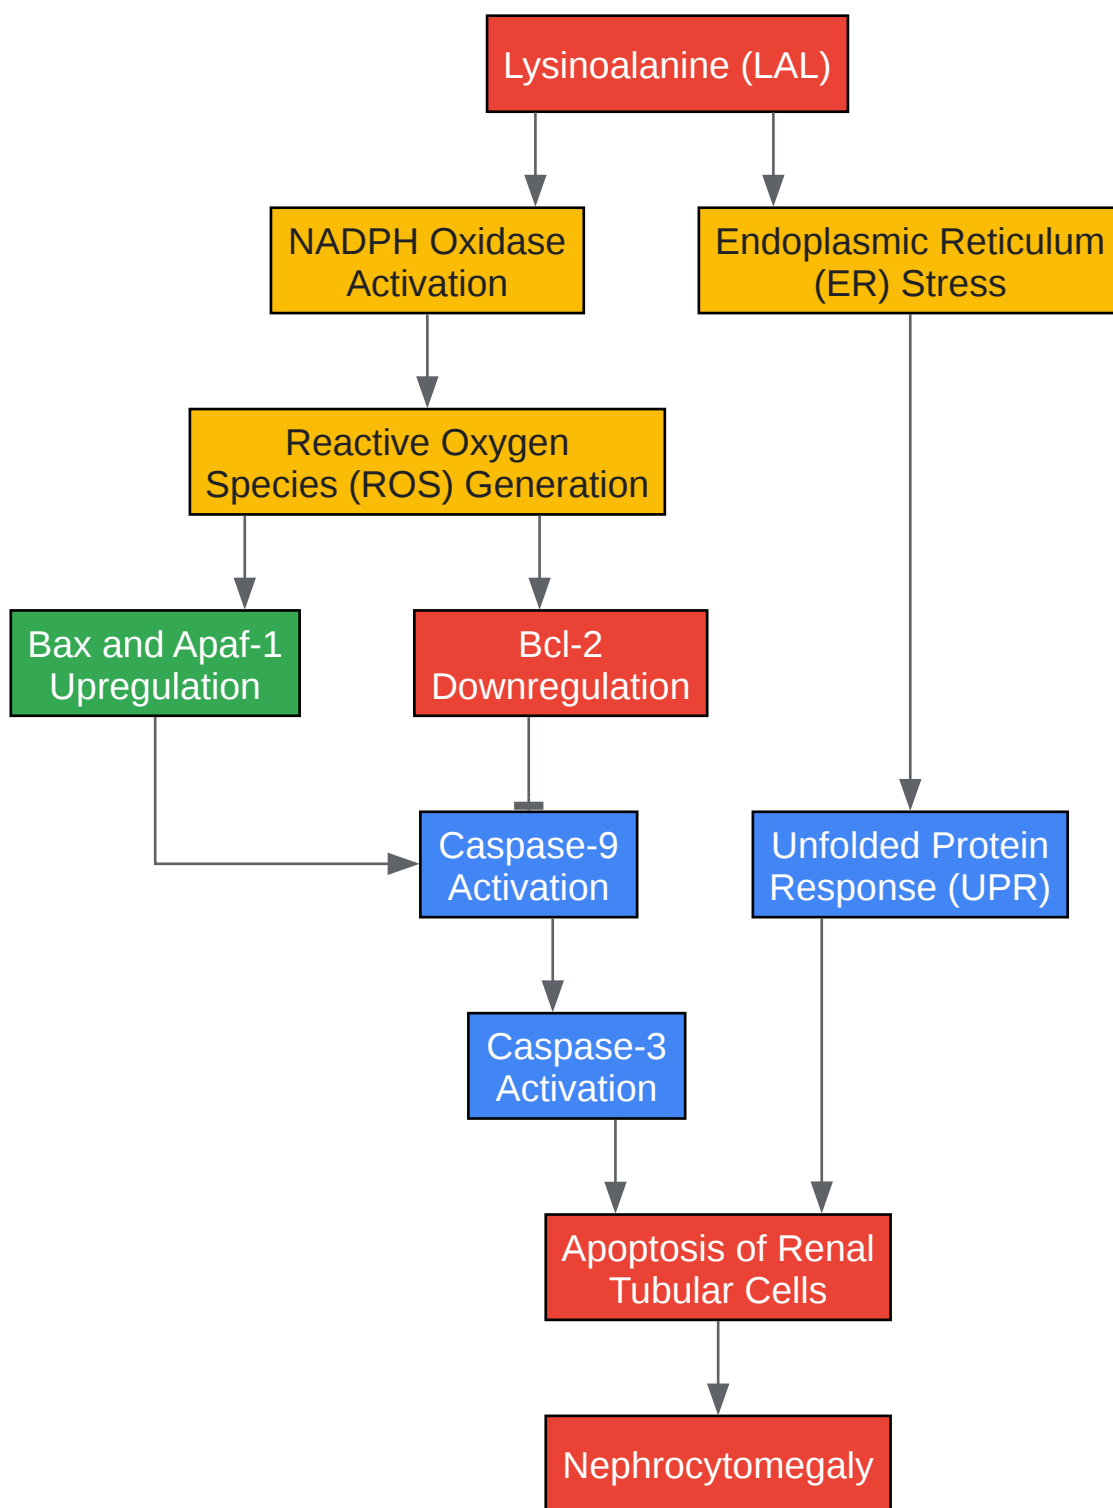 Lysinoalanine (LAL)
NADPH Oxidase
Activation
Endoplasmic Reticulum
(ER) Stress
Reactive Oxygen
Species (ROS) Generation
Bax and Apaf-1
Upregulation
Bcl-2
Downregulation
Caspase-9
Activation
Unfolded Protein
Response (UPR)
Caspase-3
Activation
Apoptosis of Renal
Tubular Cells
Nephrocytomegaly